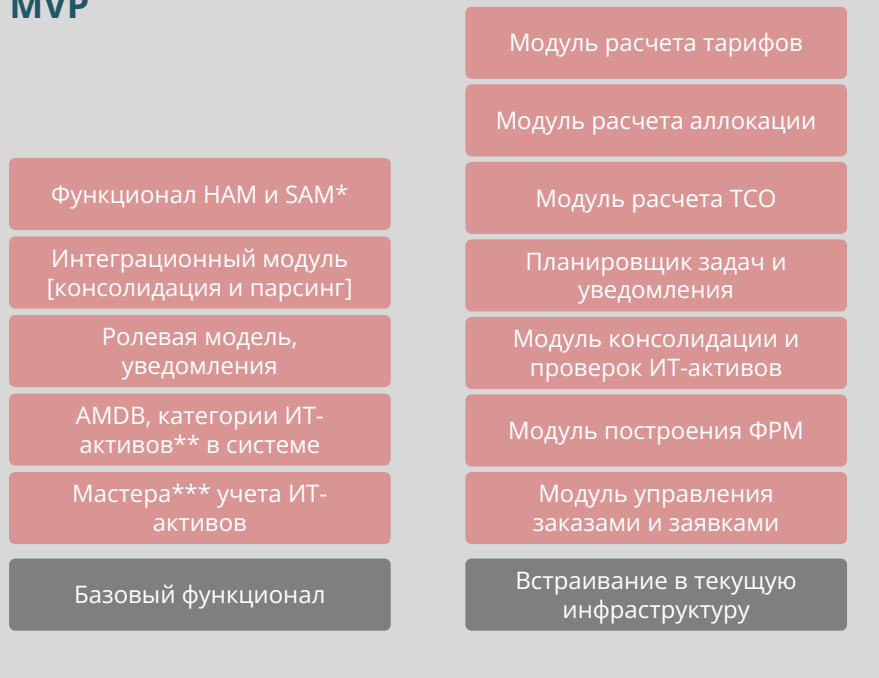 MVP
Функционал HAM и SAM*
Интеграционный модуль
[консолидация и парсинг]
Ролевая модель,
уведомления
AMDB, категории ИТ-
активов** в системе
Мастера*** учета ИТ-
активов
Базовый функционал
Модуль расчета тарифов
Модуль расчета аллокации
Модуль расчета TCO
Планировщик задач и
уведомления
Модуль консолидации и
проверок ИТ-активов
Модуль построения ФРМ
Модуль управления
заказами и заявками
Встраивание в текущую
инфраструктуру